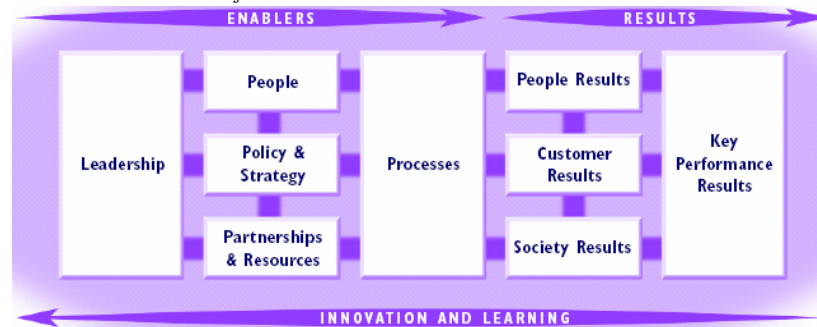 ENABLERS
RESULTS
Leadership
People
Policy &
Strategy
Partnerships
& Resources
Processes
People Results
Customer
Results
Society Results
Key
Performance
Results
INNOVATION AND LEARNING